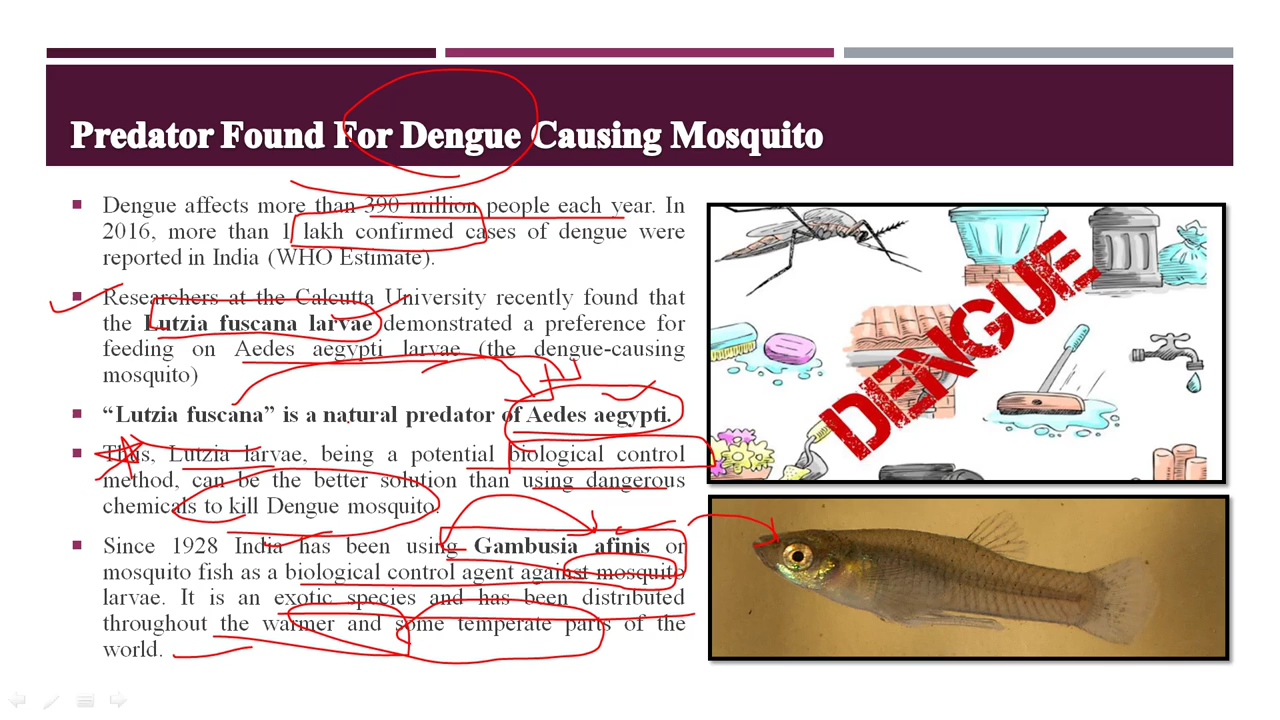 Predator Found For Dengue Causing Mosquito
Dengue affects more than 390 million people each year. In
2016, more than 1 lakh confirmed cases of dengue were
reported in India (WHO Estimate).
Researchers at the Calcutta University recently found that
the Lutzia fuscana larvae demonstrated a preference for
feeding on Aedes aegypti larvae (the dengue-causing
mosquito)
“Lutzia fuscana” is a natural predator of Aedes aegypti.
Thus, Lutzia larvae, being a potential biological control
method, can be the better solution than using dangerous
chemicals to kill Dengue mosquito.
Since 1928 India has been using Gambusia afinis or
mosquito fish as a biological control agent against mosquito
larvae. It is an exotic species and has been distributed
throughout the warmer and some temperate parts of the
world.
DENGUE